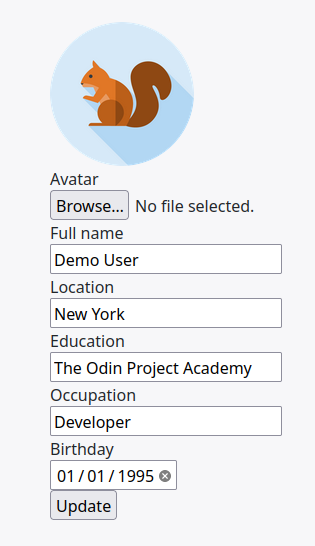 Avatar
Browse... No file selected.
Full name
Demo User
Location
New York
Education
The Odin Project Academy
Occupation
Developer
Birthday
01/01/1995
Update